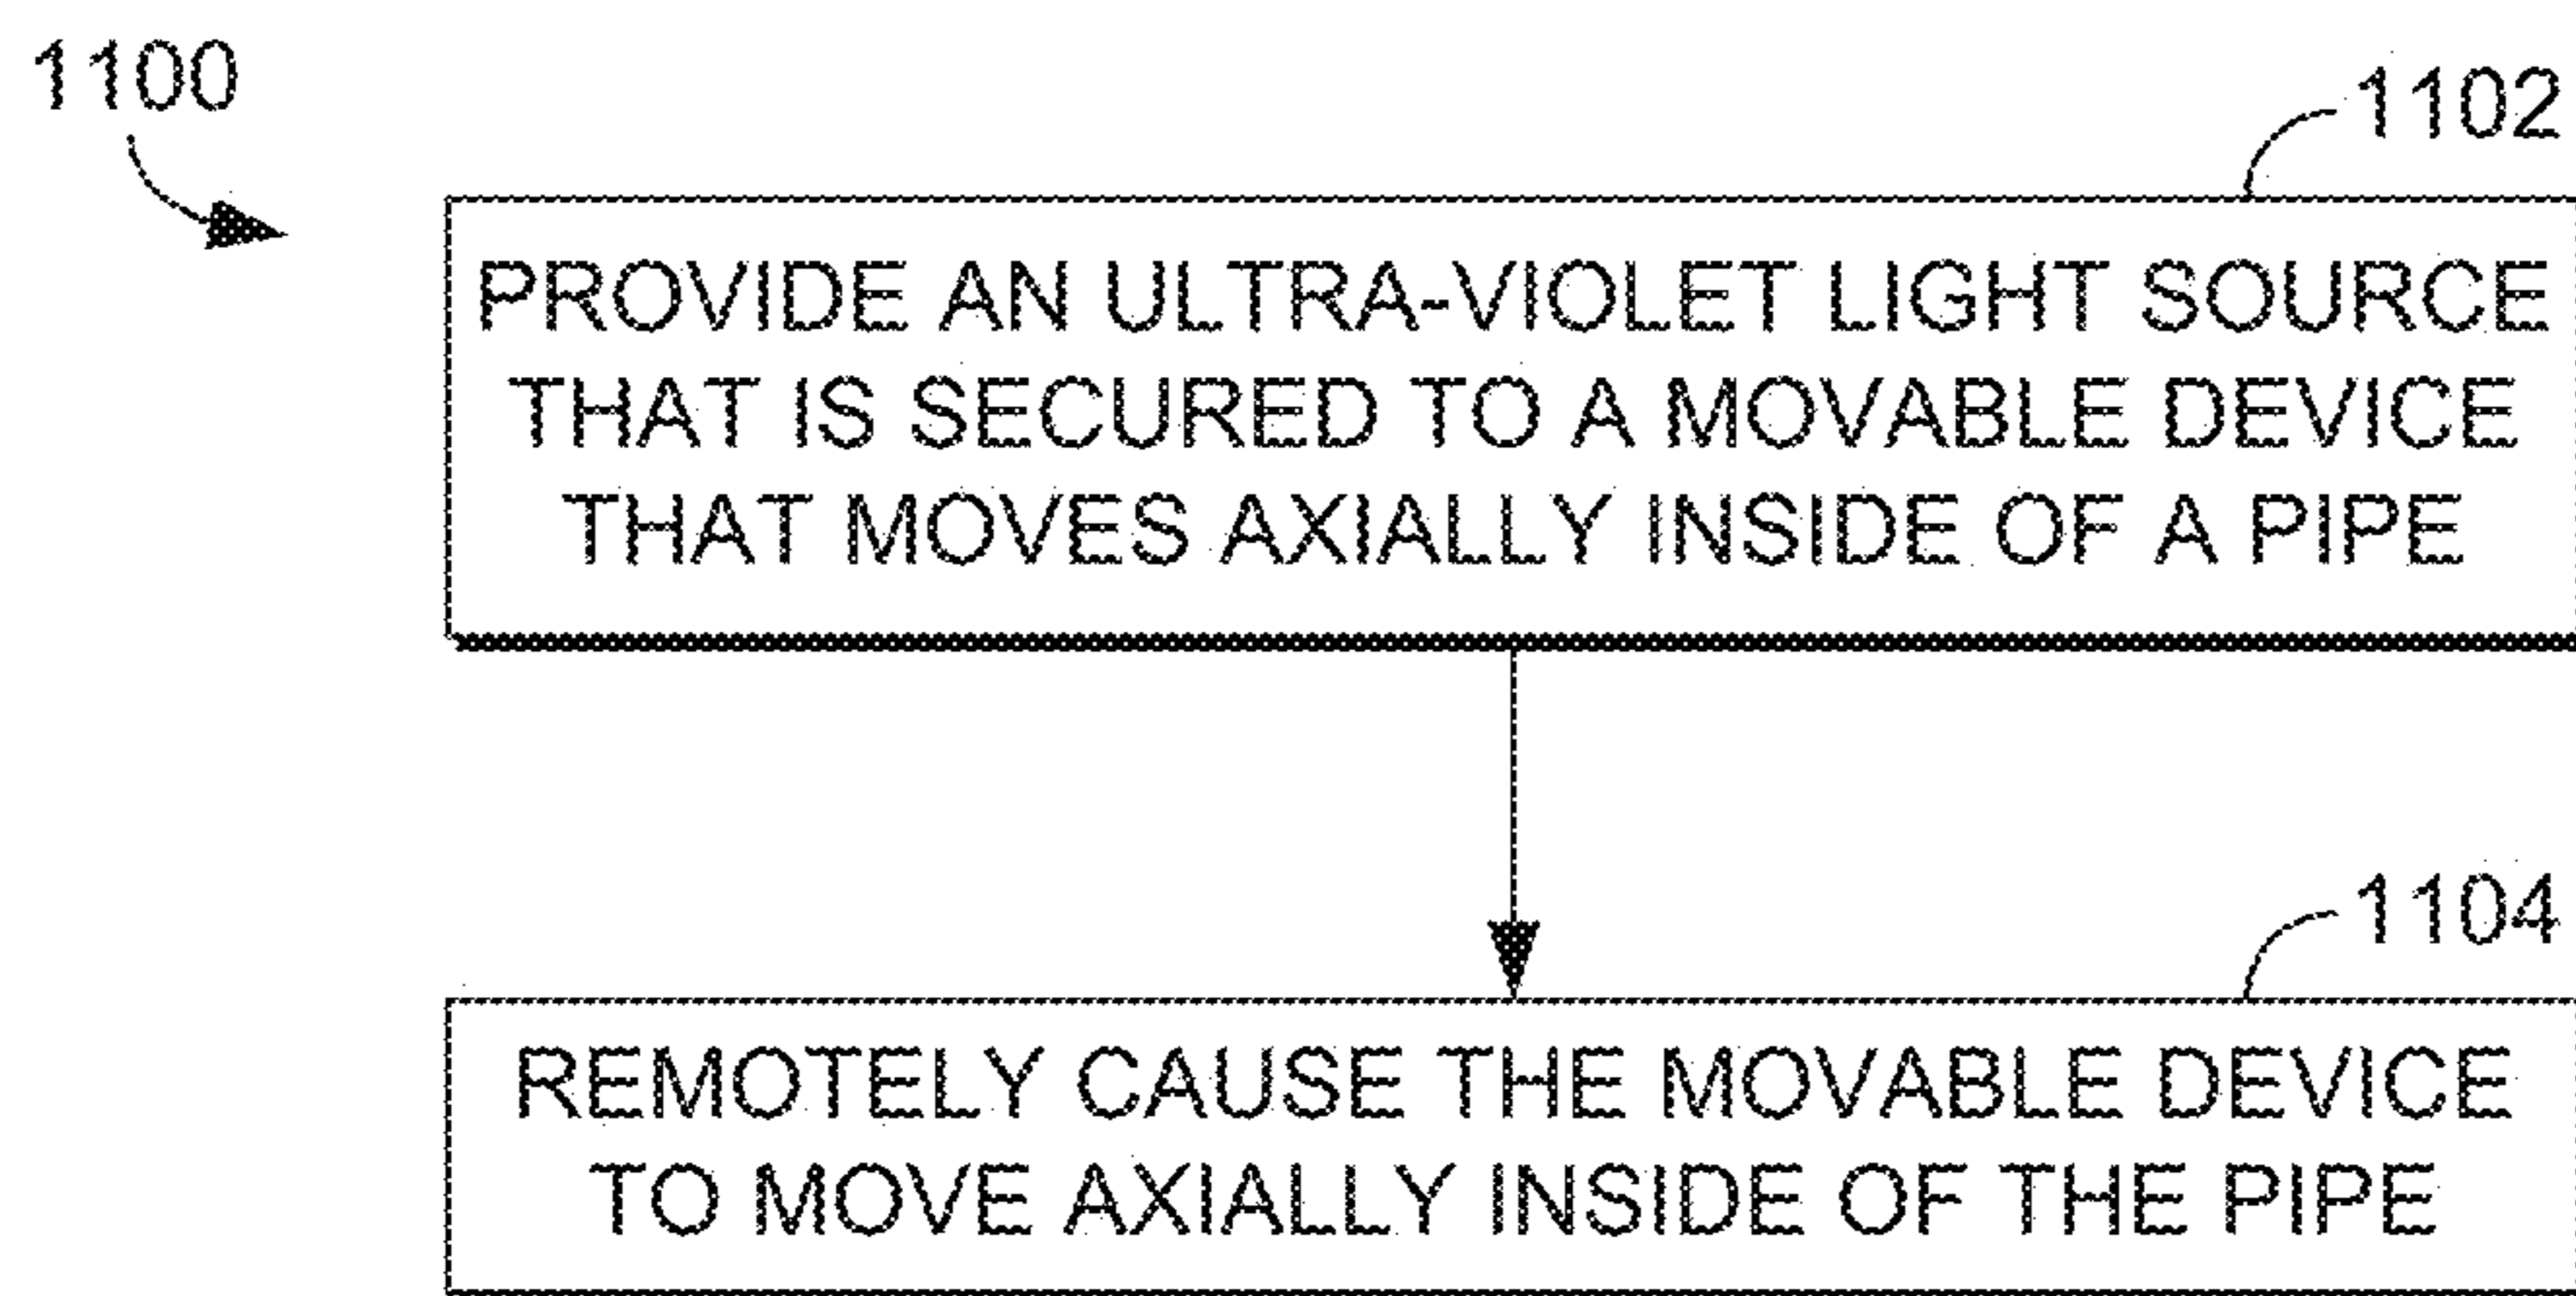 1100
1102
PROVIDE AN ULTRA-VIOLET LIGHT SOURCE
THAT IS SECURED TO A MOVABLE DEVICE
THAT MOVES AXIALLY INSIDE OF A PIPE
1104
REMOTELY CAUSE THE MOVABLE DEVICE
TO MOVE AXIALLY INSIDE OF THE PIPE